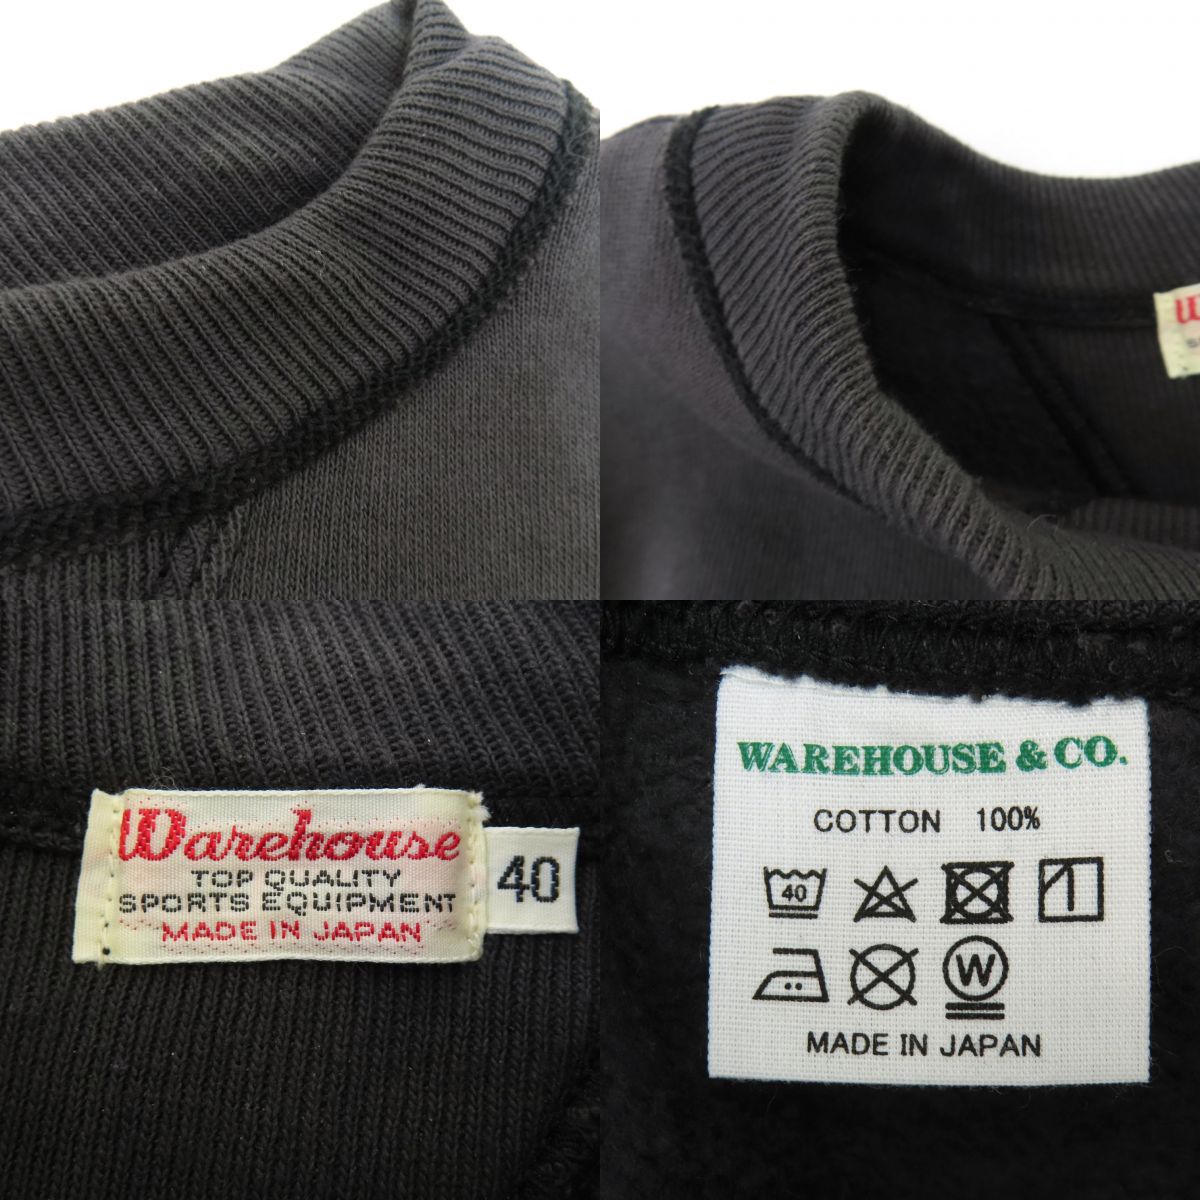 W
Warehouse
TOP QUALITY
SPORTS EQUIPMENT
MADE IN JAPAN
40
WAREHOUSE & CO.
COTTON 100%
40
W
MADE IN JAPAN